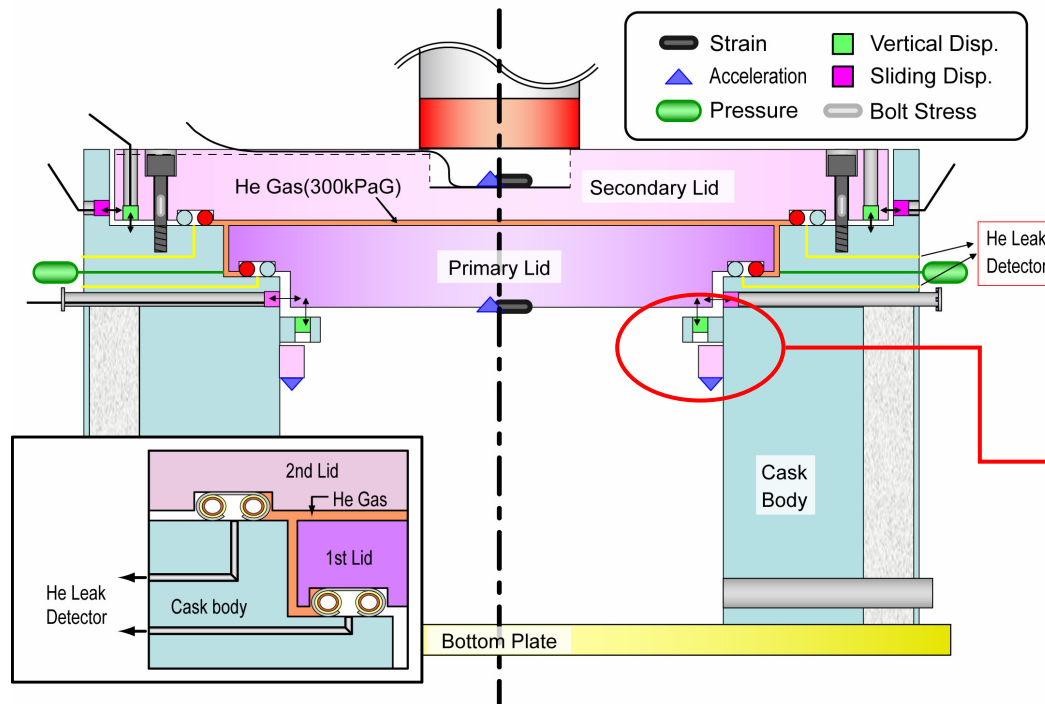 Strain
Vertical Disp.
Acceleration
Sliding Disp.
Pressure
Bolt Stress
He Gas(300kPaG)
Secondary Lid
Primary Lid
He Leak
Detector
Cask
Body
2nd Lid
He Gas
1st Lid
He Leak
Detector
Cask body
Bottom Plate